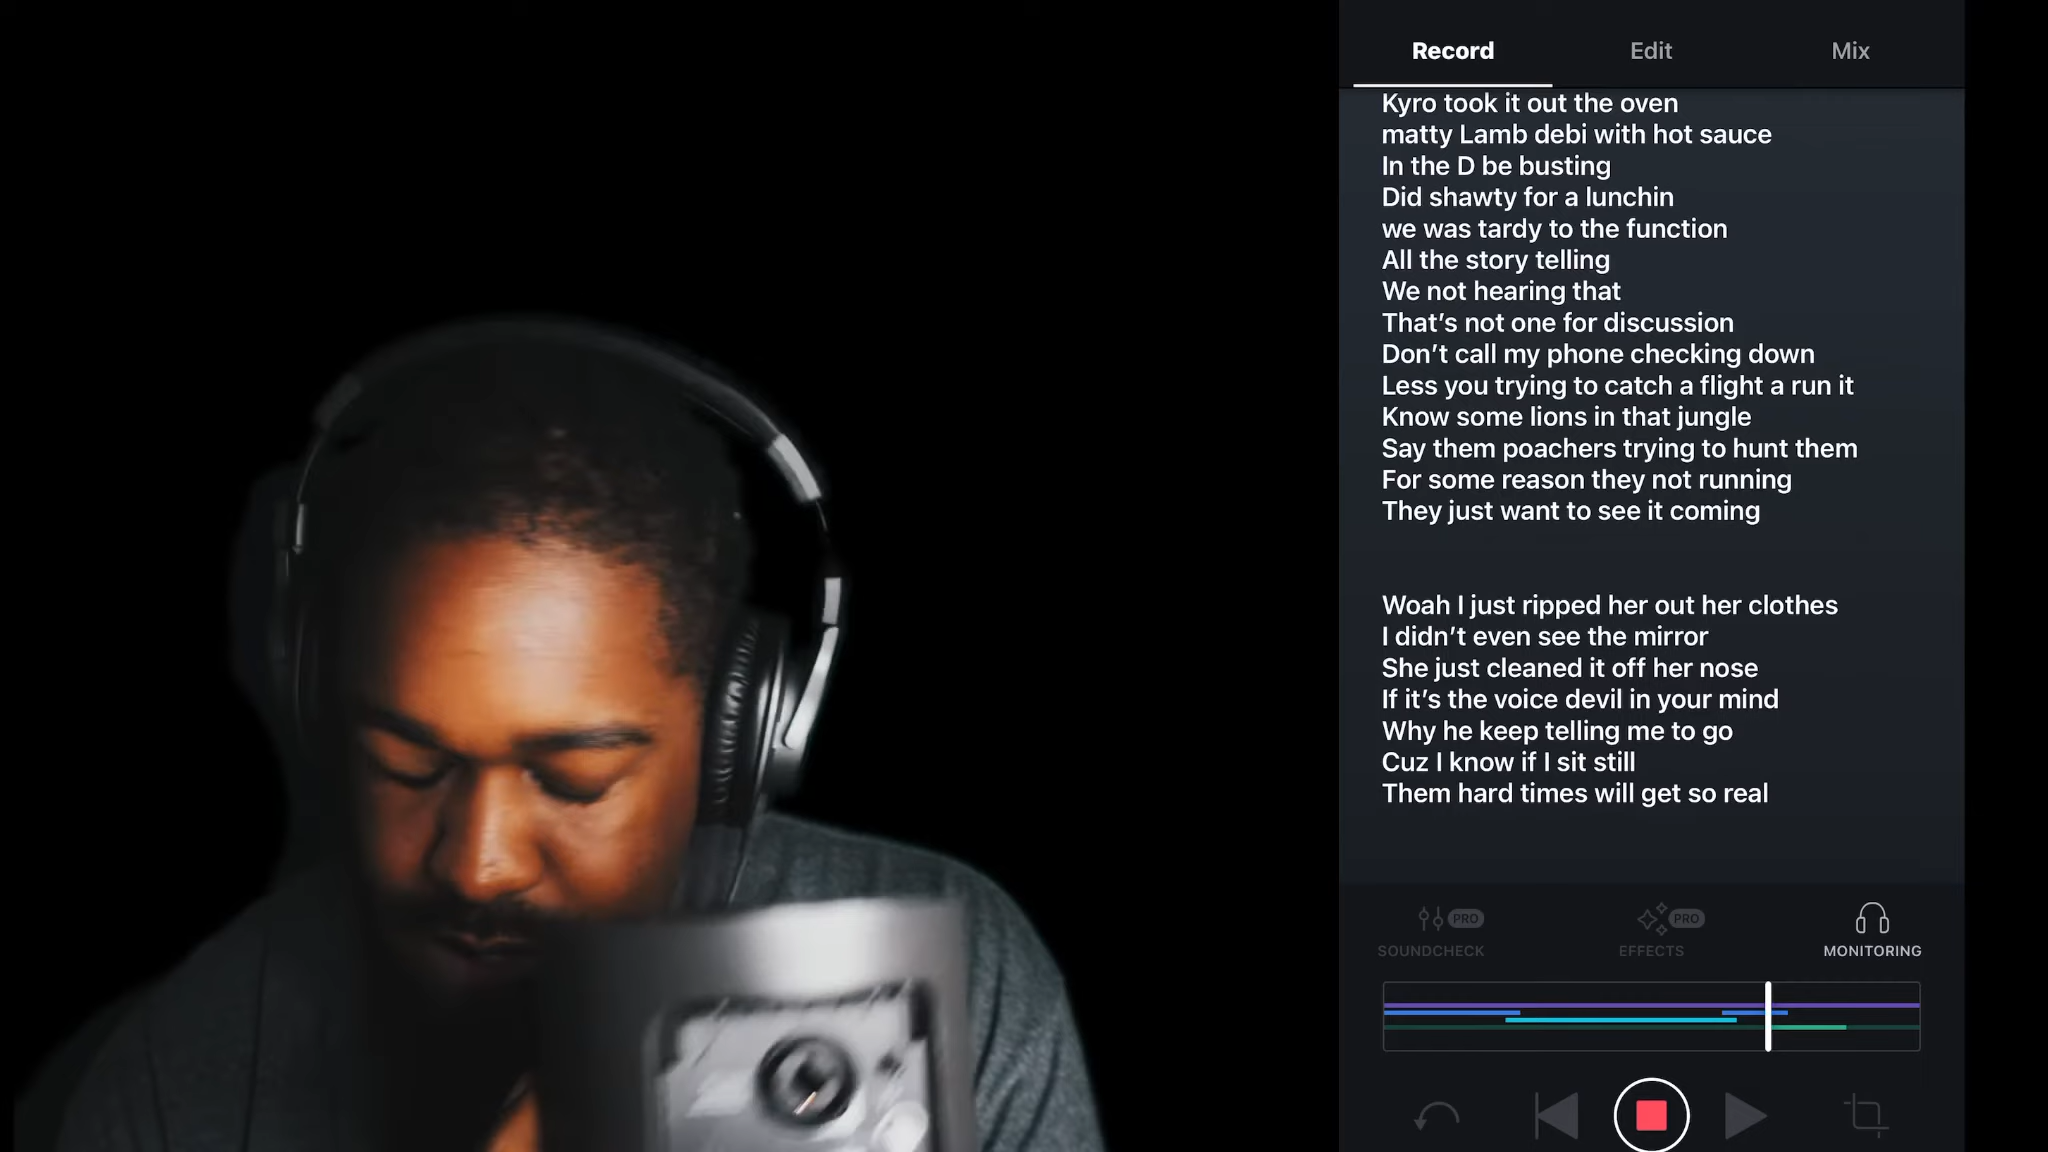 Record Edit Mix
Kyro took it out the oven
matty Lamb debi with hot sauce
In the D be busting
Did shawty for a lunchin
we was tardy to the function
All the story telling
We not hearing that
That's not one for discussion
Don't call my phone checking down
Less you trying to catch a flight a run it
Know some lions in that jungle
Say them poachers trying to hunt them
For some reason they not running
They just want to see it coming
Woah I just ripped her out her clothes
I didn't even see the mirror
She just cleaned it off her nose
If it's the voice devil in your mind
Why he keep telling me to go
Cuz I know if I sit still
Them hard times will get so real
PRO PRO
SOUNDCHECK EFFECTS MONITORING